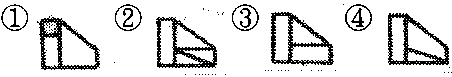 ① ② ③ ④